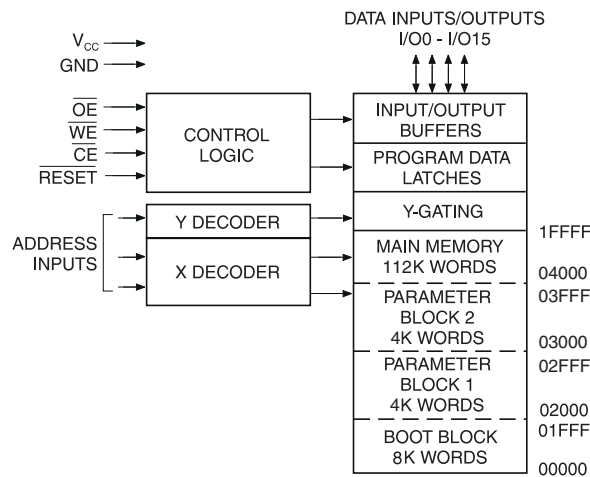 DATA INPUTS/OUTPUTS
I/O0 - I/O15
VCC
GND
OE
WE
CE
RESET
CONTROL
LOGIC
INPUT/OUTPUT
BUFFERS
PROGRAM DATA
LATCHES
ADDRESS
INPUTS
Y DECODER
X DECODER
Y-GATING
1FFFF
MAIN MEMORY
112K WORDS
04000
03FFF
PARAMETER
BLOCK 2
4K WORDS
03000
02FFF
PARAMETER
BLOCK 1
4K WORDS
02000
01FFF
BOOT BLOCK
8K WORDS
00000